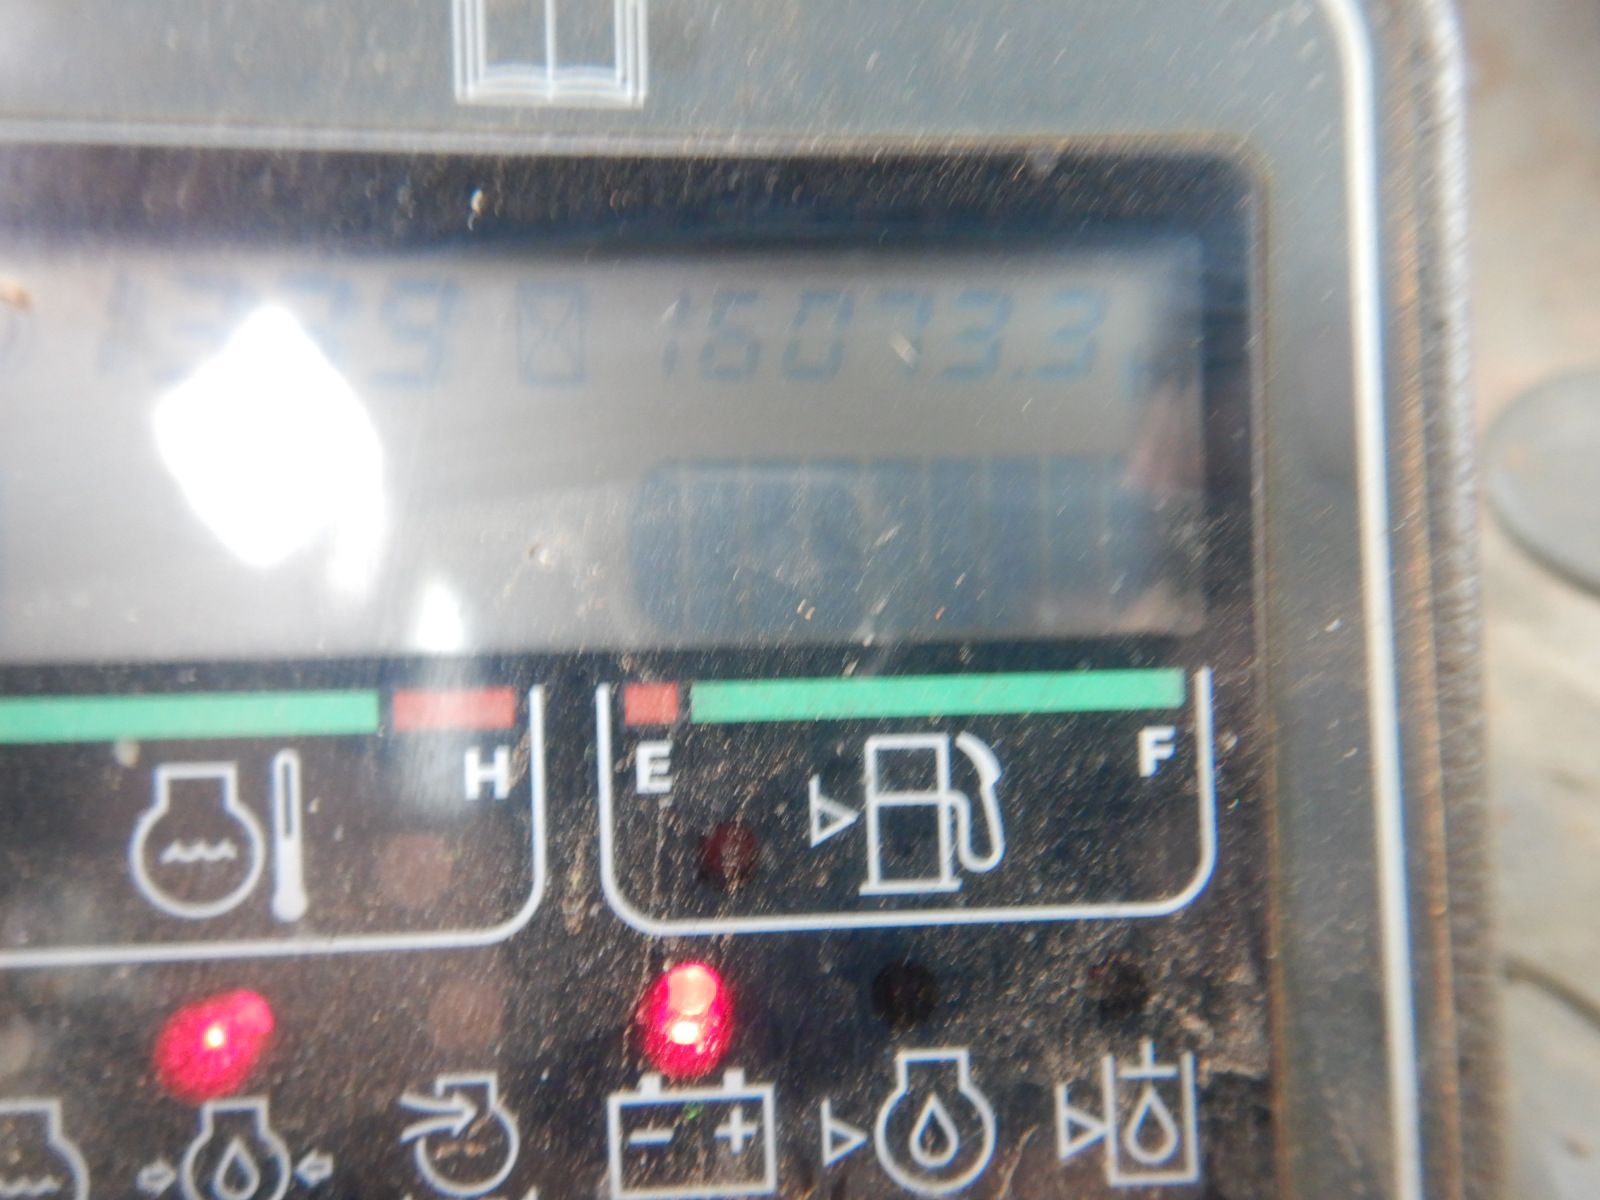 16073.3 h
H E F
- +